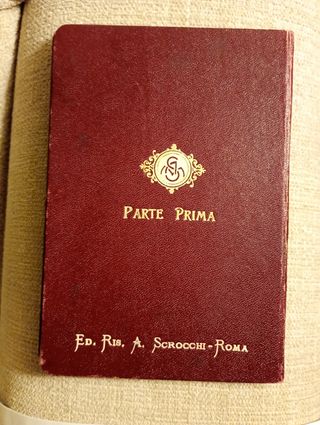 PARTE PRIMA
ED. RIS. A. SCROCCHI-ROMA